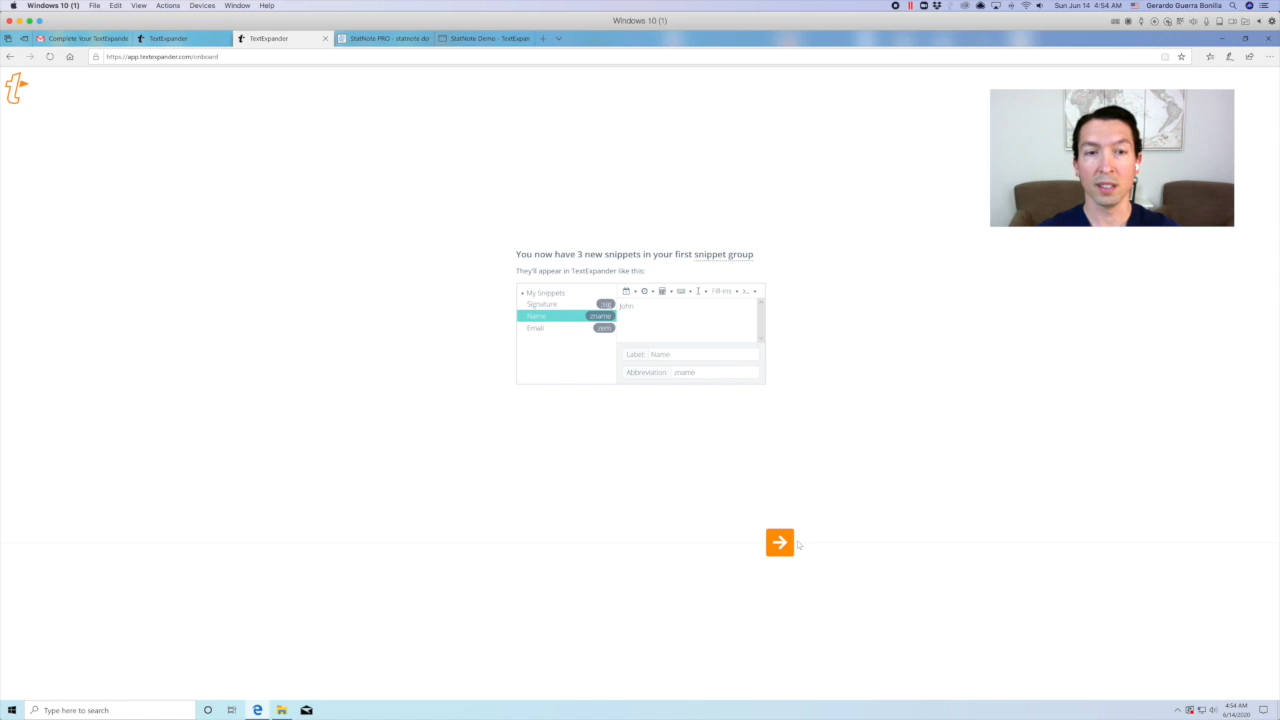 Windows 10 (1) File Edit View Actions Devices Window Help
Sun Jun 14 4:54 AM Gerardo Guerra Bonilla
Windows 10 (1)
Complete Your TextExpande
TextExpander
TextExpander
StatNote PRO - statnote do
StatNote Demo - TextExpan
https://app.textexpander.com/onboard
You now have 3 new snippets in your first snippet group
They'll appear in TextExpander like this:
My Snippets
Signature
Name zname
Email zem
Fill-ins
John
Label: Name
Abbreviation: zname
Type here to search
4:54 AM
6/14/2020